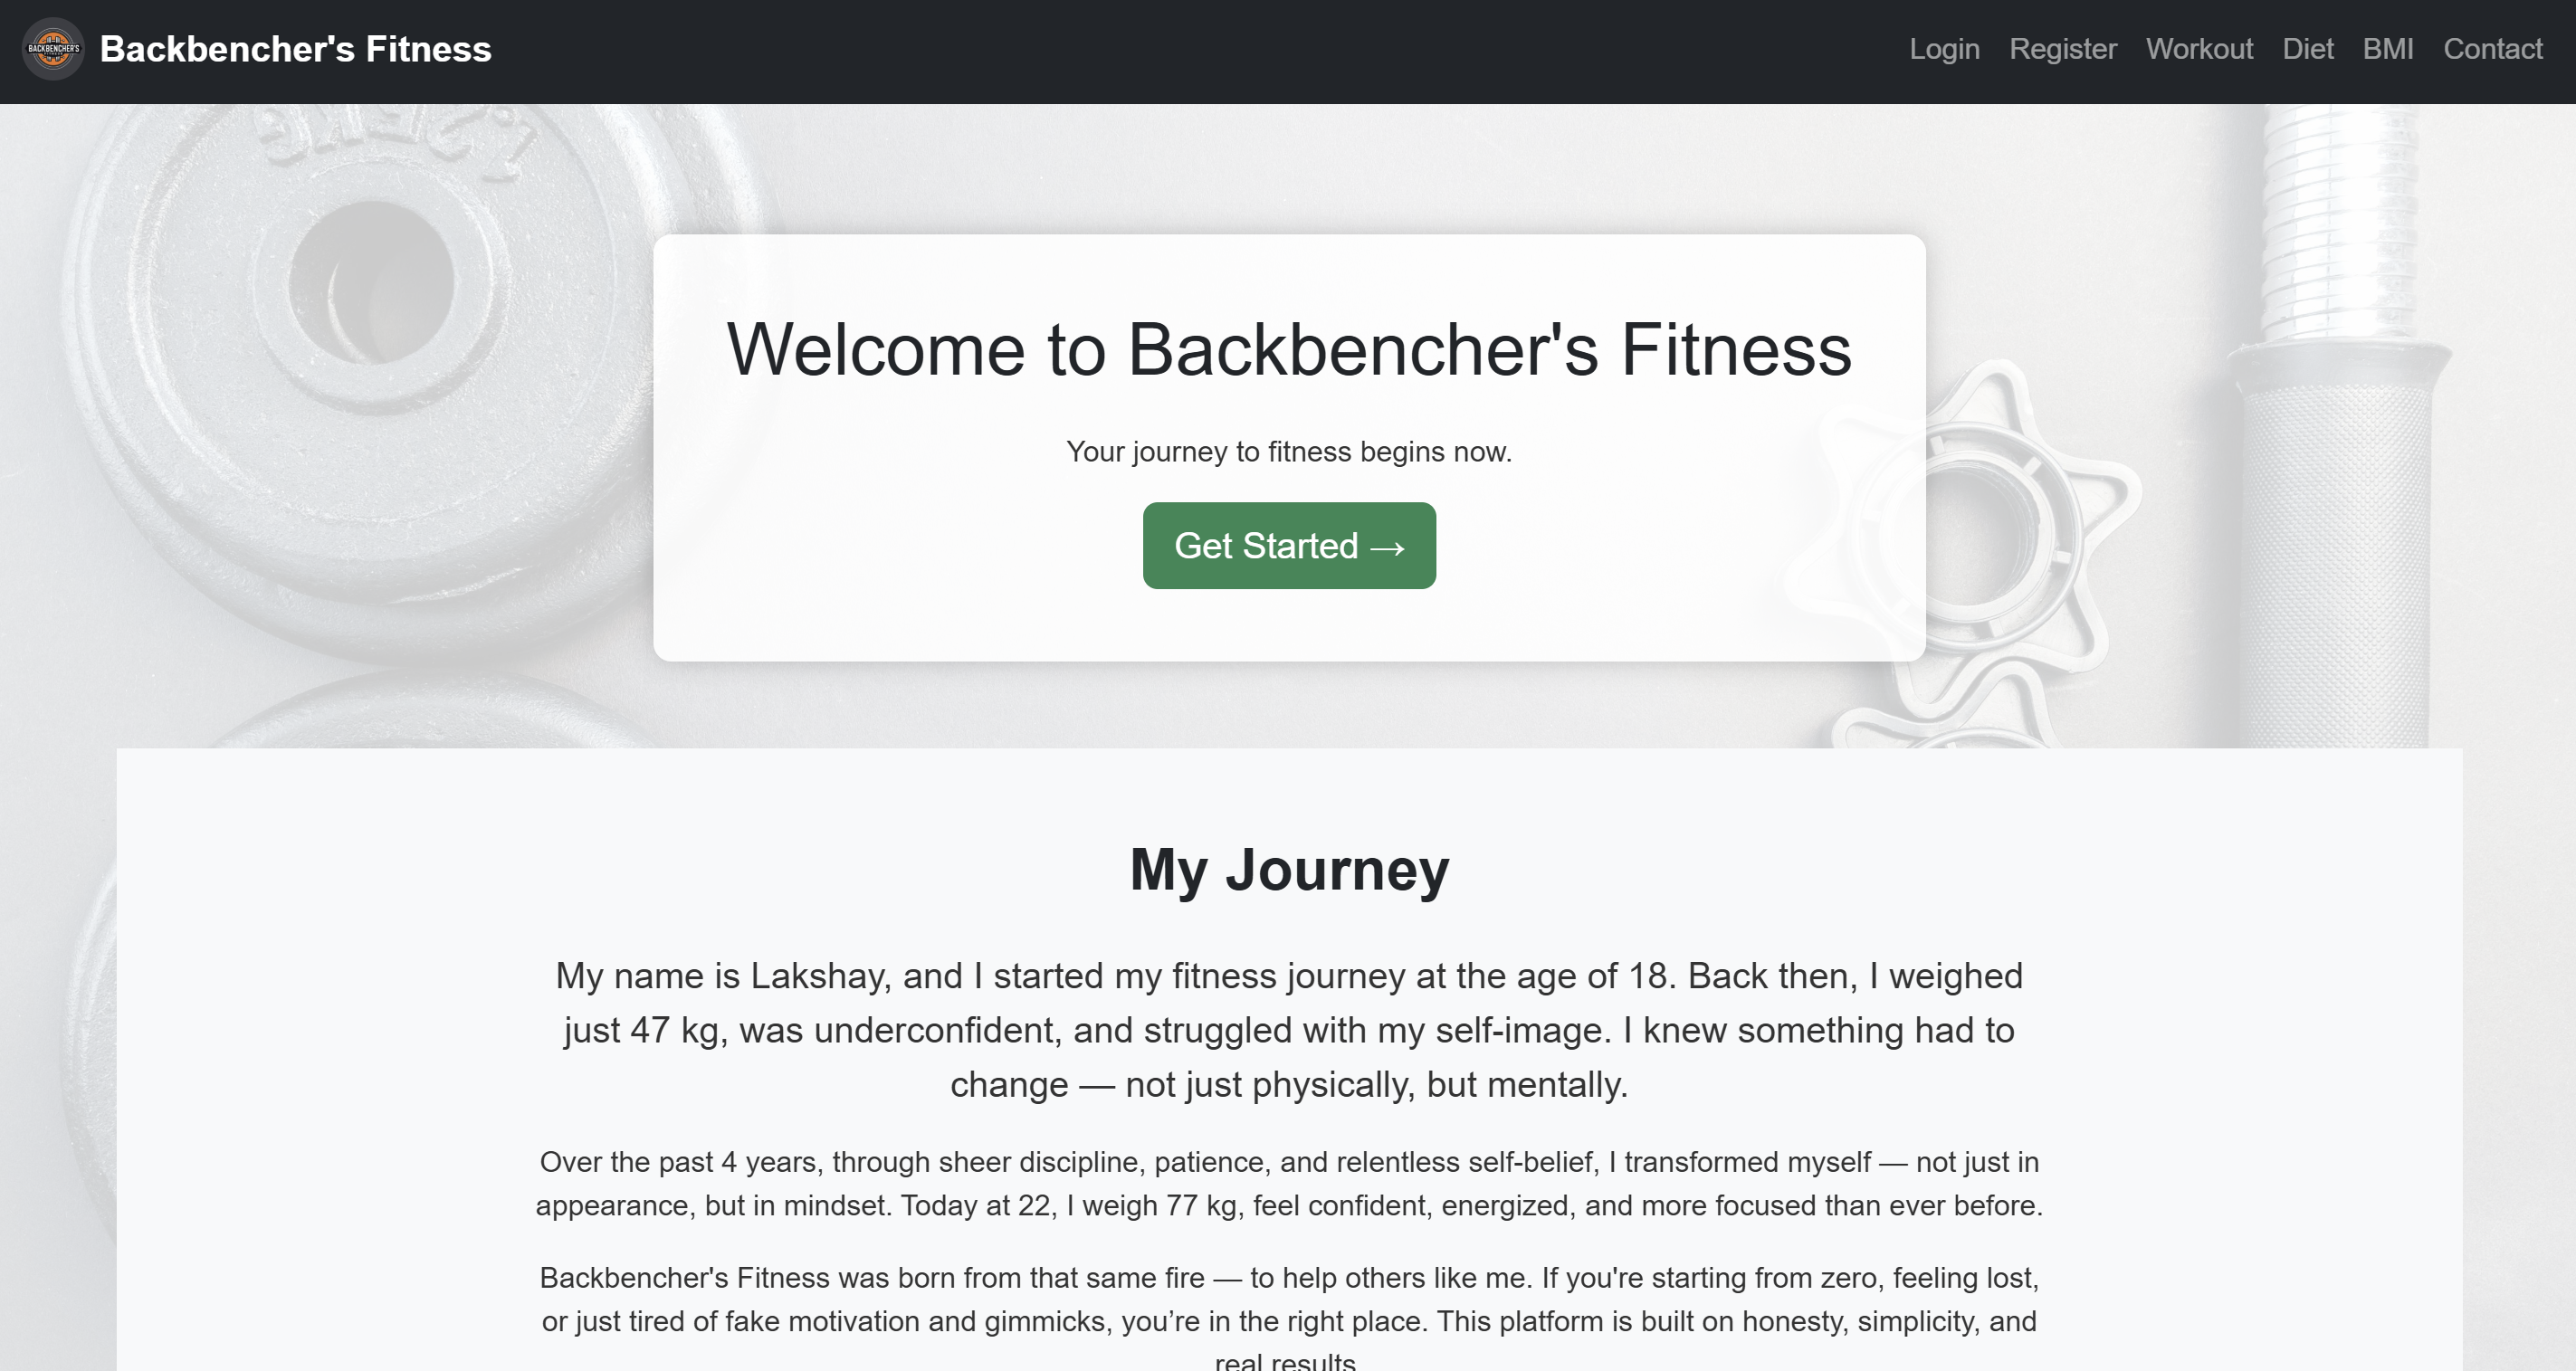 BACKBENCHER'S
Backbencher's Fitness
Login Register Workout Diet BMI Contact
Welcome to Backbencher's Fitness
Your journey to fitness begins now.
Get Started →
My Journey
My name is Lakshay, and I started my fitness journey at the age of 18. Back then, I weighed
just 47 kg, was underconfident, and struggled with my self-image. I knew something had to
change — not just physically, but mentally.
Over the past 4 years, through sheer discipline, patience, and relentless self-belief, I transformed myself — not just in
appearance, but in mindset. Today at 22, I weigh 77 kg, feel confident, energized, and more focused than ever before.
Backbencher's Fitness was born from that same fire — to help others like me. If you're starting from zero, feeling lost,
or just tired of fake motivation and gimmicks, you’re in the right place. This platform is built on honesty, simplicity, and
real results.